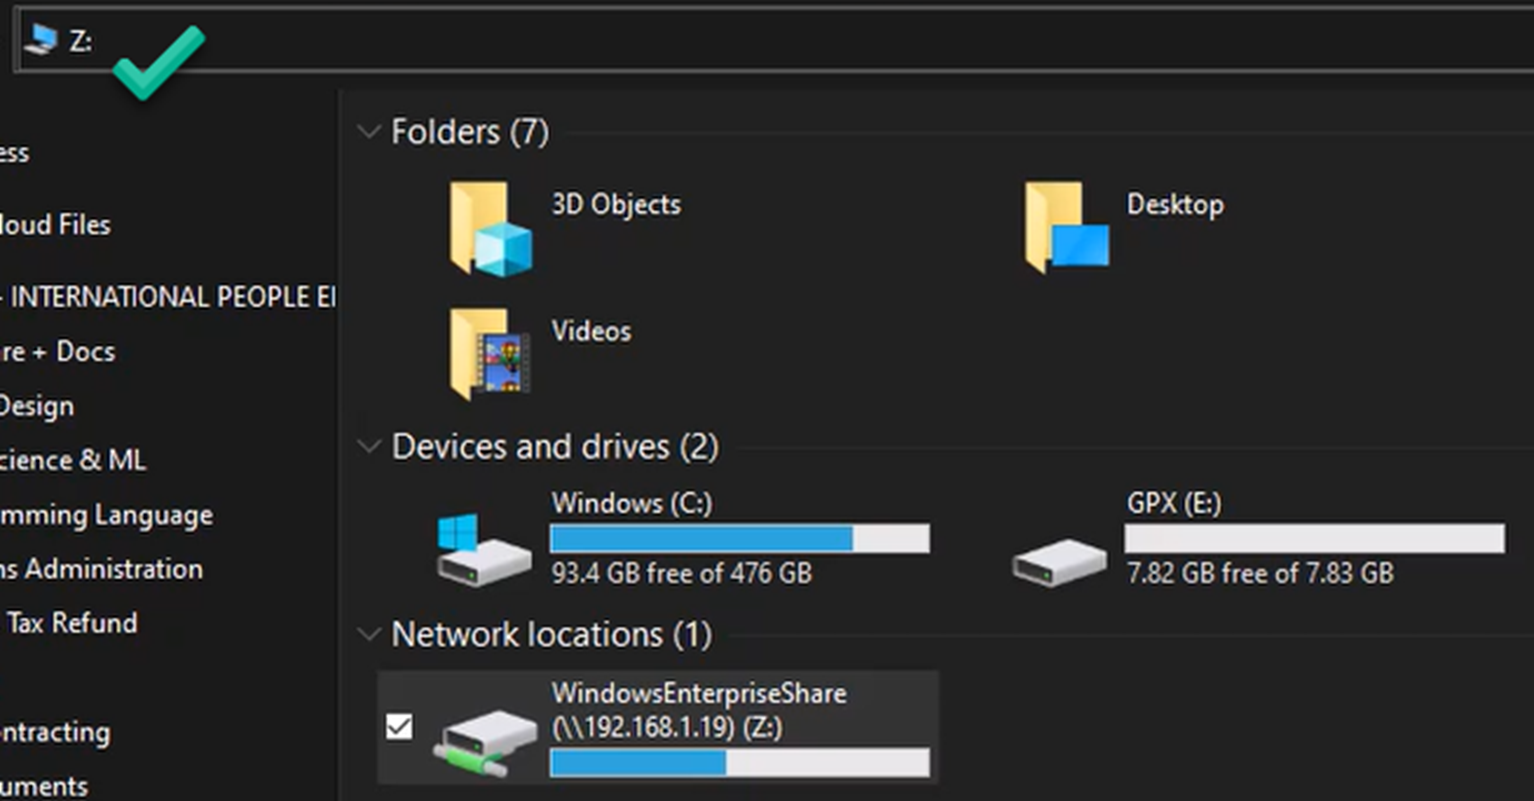 Z:
ess
loud Files
- INTERNATIONAL PEOPLE
re + Docs
Design
cience & ML
mming Language
ns Administration
Tax Refund
ontracting
uments
Folders (7)
3D Objects
Desktop
Videos
Devices and drives (2)
Windows (C:)
93.4 GB free of 476 GB
GPX (E:)
7.82 GB free of 7.83 GB
Network locations (1)
WindowsEnterpriseShare
(\\192.168.1.19) (Z:)